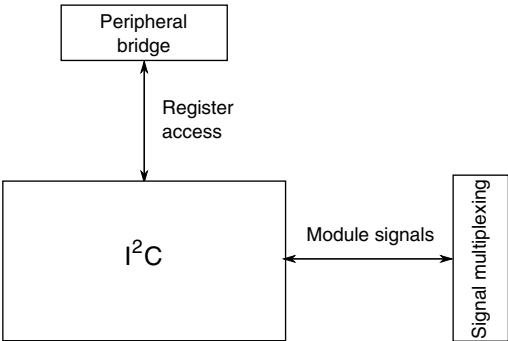 Peripheral
bridge
Register
access
I²C
Module signals
Signal multiplexing